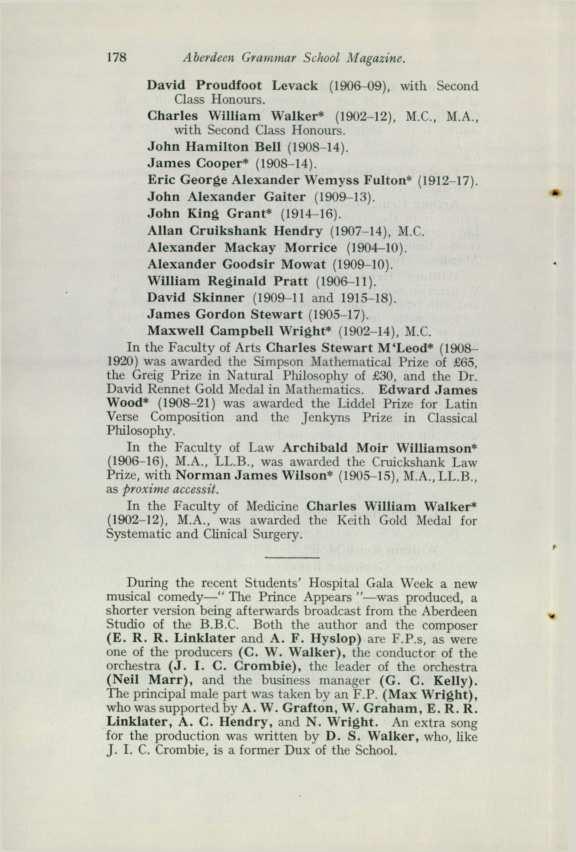 178 Aberdeen Grammar School Magazine.
David Proudfoot Levack (1906–09), with Second
Class Honours.
Charles William Walker* (1902–12), M.C., M.A.,
with Second Class Honours.
John Hamilton Bell (1908–14).
James Cooper* (1908–14).
Eric George Alexander Wemyss Fulton* (1912–17).
John Alexander Gaiter (1909–13).
John King Grant* (1914–16).
Allan Cruikshank Hendry (1907–14), M.C.
Alexander Mackay Morrice (1904–10).
Alexander Goodsir Mowat (1909–10).
William Reginald Pratt (1906–11).
David Skinner (1909–11 and 1915–18).
James Gordon Stewart (1905–17).
Maxwell Campbell Wright* (1902–14), M.C.
In the Faculty of Arts Charles Stewart M‘Leod* (1908–
1920) was awarded the Simpson Mathematical Prize of £65,
the Greig Prize in Natural Philosophy of £30, and the Dr.
David Rennet Gold Medal in Mathematics. Edward James
Wood* (1908–21) was awarded the Liddel Prize for Latin
Verse Composition and the Jenkyns Prize in Classical
Philosophy.
In the Faculty of Law Archibald Moir Williamson*
(1906–16), M.A., LL.B., was awarded the Cruickshank Law
Prize, with Norman James Wilson* (1905–15), M.A., LL.B.,
as proxime accessit.
In the Faculty of Medicine Charles William Walker*
(1902–12), M.A., was awarded the Keith Gold Medal for
Systematic and Clinical Surgery.
During the recent Students' Hospital Gala Week a new
musical comedy—" The Prince Appears "—was produced, a
shorter version being afterwards broadcast from the Aberdeen
Studio of the B.B.C. Both the author and the composer
(E. R. R. Linklater and A. F. Hyslop) are F.P.s, as were
one of the producers (C. W. Walker), the conductor of the
orchestra (J. I. C. Crombie), the leader of the orchestra
(Neil Marr), and the business manager (G. C. Kelly).
The principal male part was taken by an F.P. (Max Wright),
who was supported by A. W. Grafton, W. Graham, E. R. R.
Linklater, A. C. Hendry, and N. Wright. An extra song
for the production was written by D. S. Walker, who, like
J. I. C. Crombie, is a former Dux of the School.